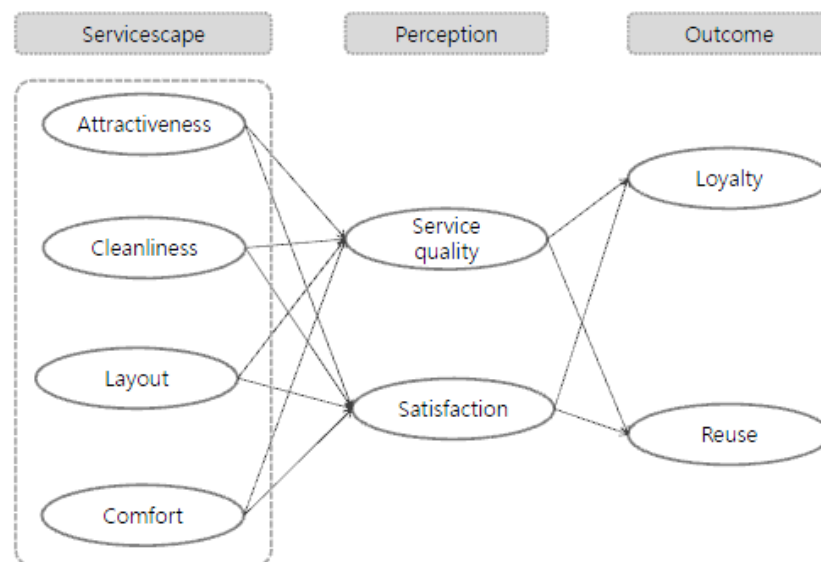 Servicescape
Perception
Outcome
Attractiveness
Cleanliness
Layout
Comfort
Service
quality
Satisfaction
Loyalty
Reuse